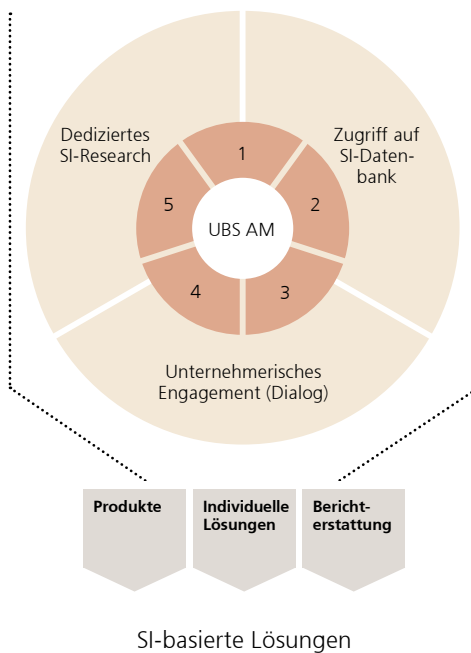 Dediziertes
SI-Research
Zugriff auf
SI-Daten-
bank
1
2
3
4
5
UBS AM
Unternehmerisches
Engagement (Dialog)
Produkte
Individuelle
Lösungen
Bericht-
erstattung
SI-basierte Lösungen